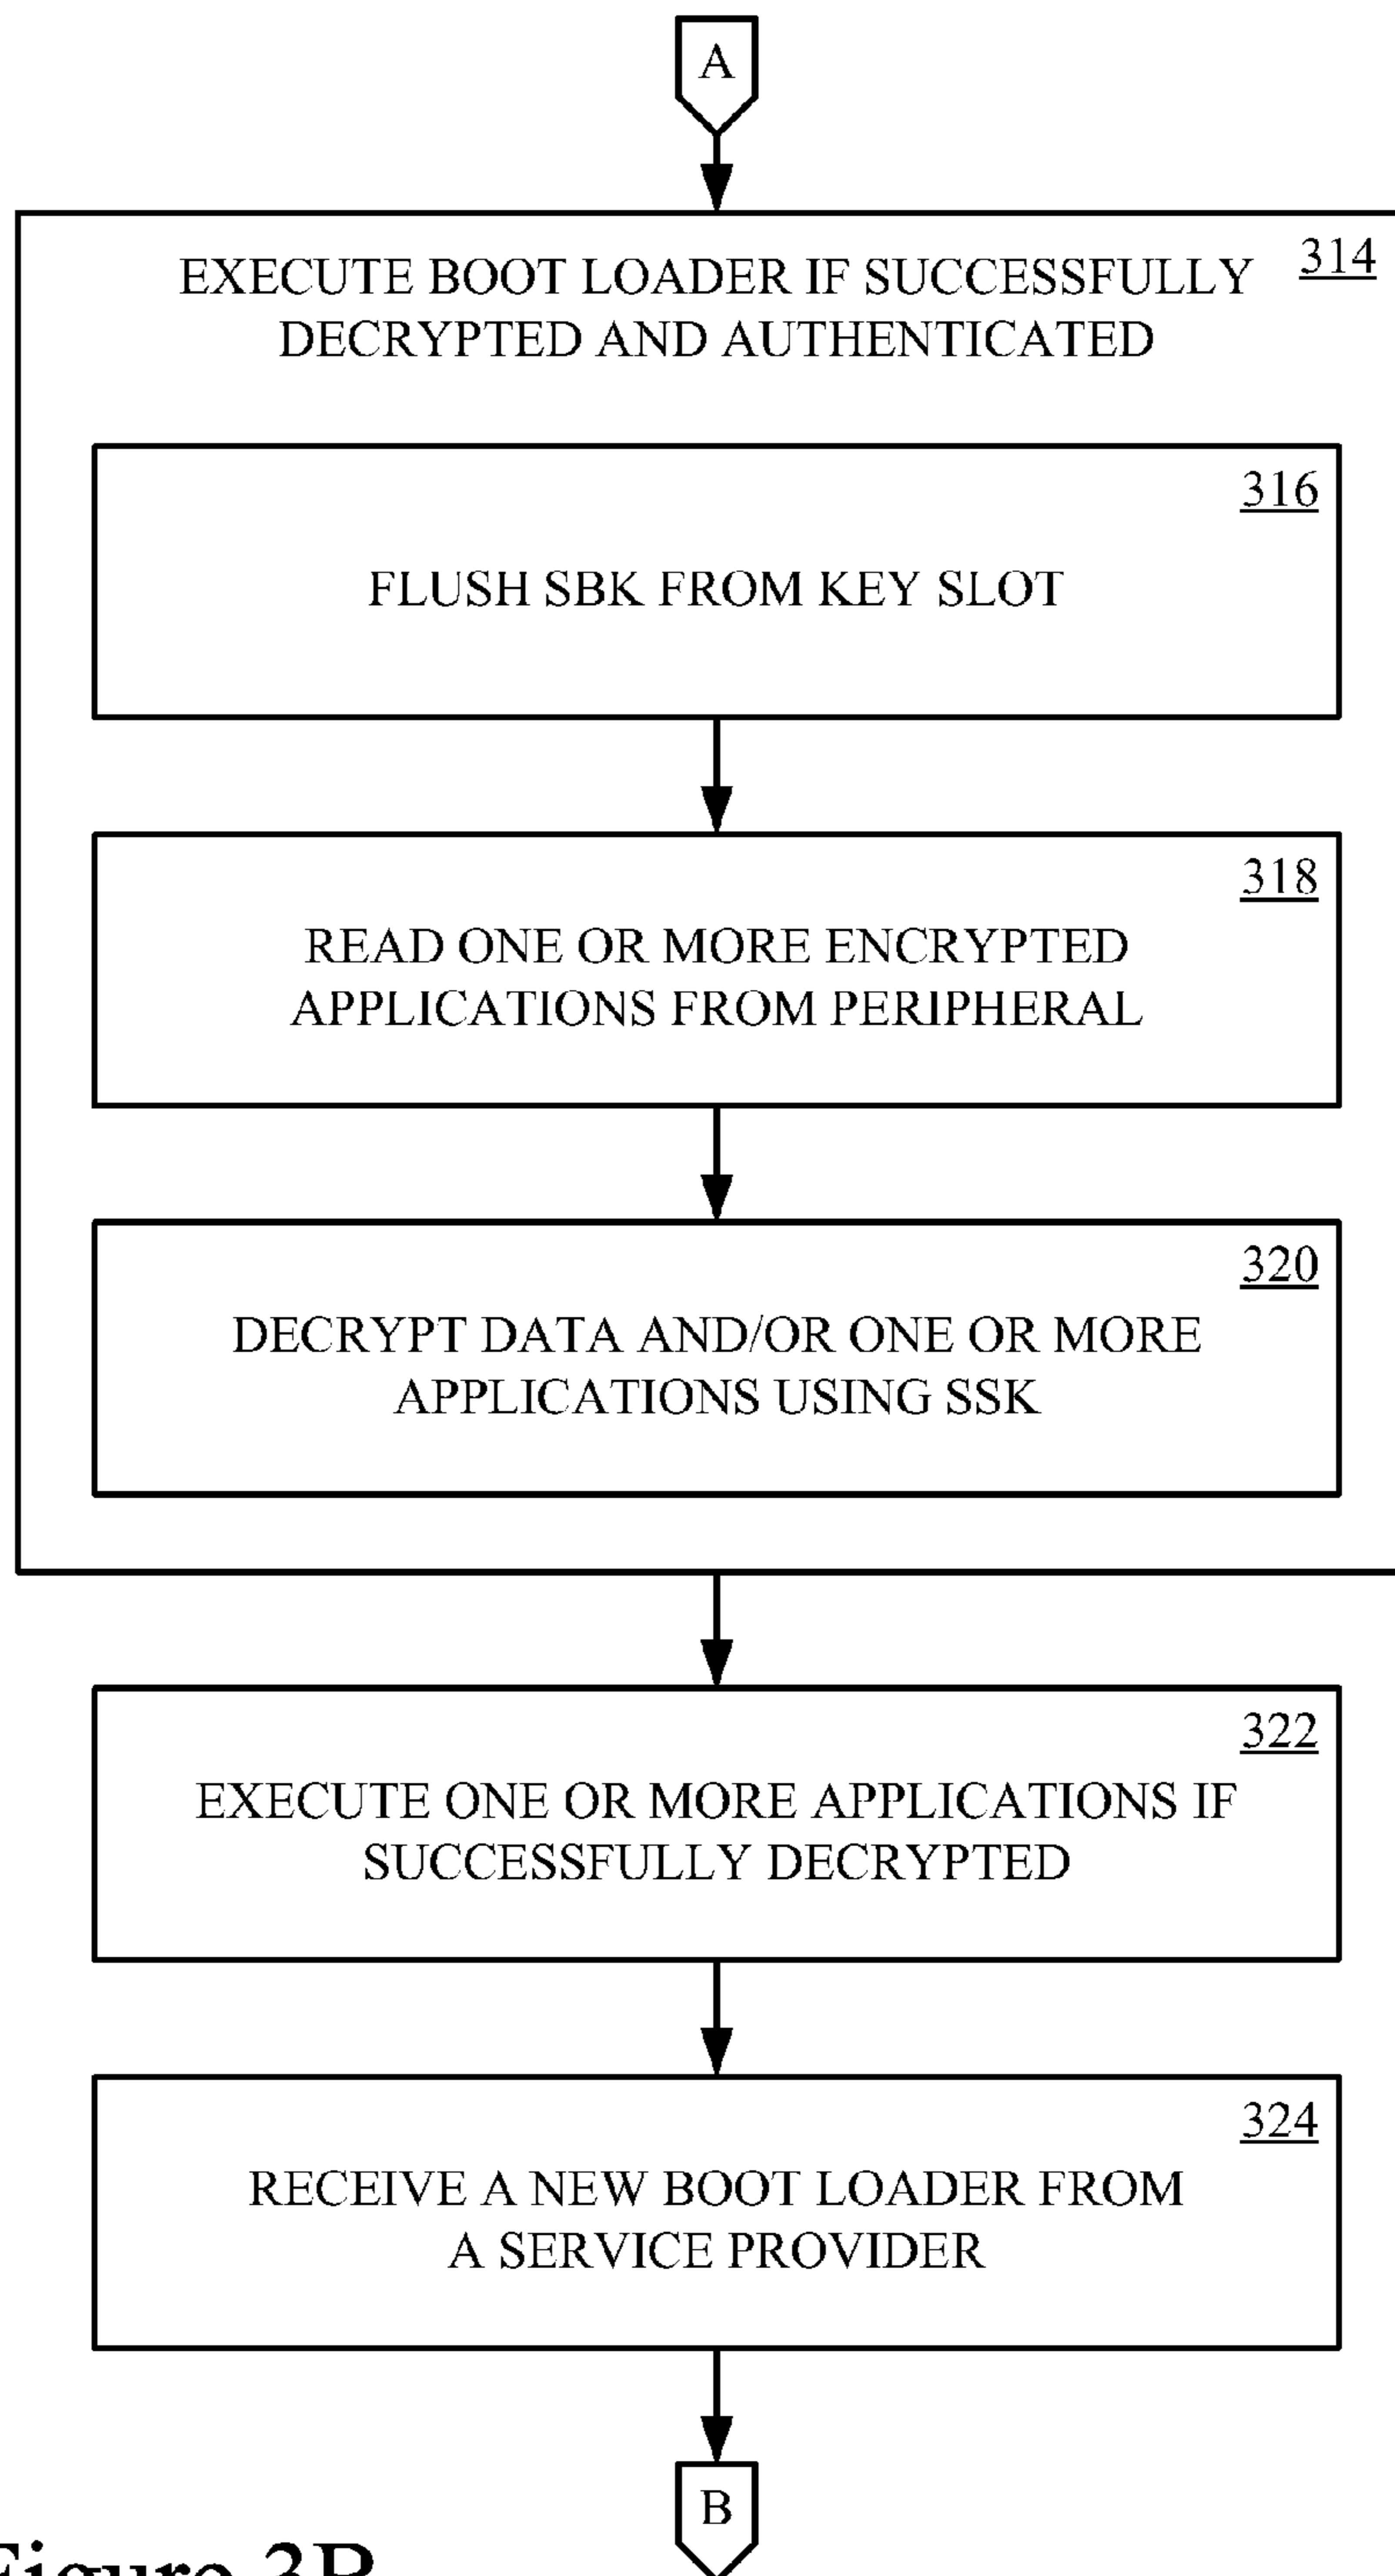 A
314
EXECUTE BOOT LOADER IF SUCCESSFULLY
DECRYPTED AND AUTHENTICATED
316
FLUSH SBK FROM KEY SLOT
318
READ ONE OR MORE ENCRYPTED
APPLICATIONS FROM PERIPHERAL
320
DECRYPT DATA AND/OR ONE OR MORE
APPLICATIONS USING SSK
322
EXECUTE ONE OR MORE APPLICATIONS IF
SUCCESSFULLY DECRYPTED
324
RECEIVE A NEW BOOT LOADER FROM
A SERVICE PROVIDER
B
Figure 3B